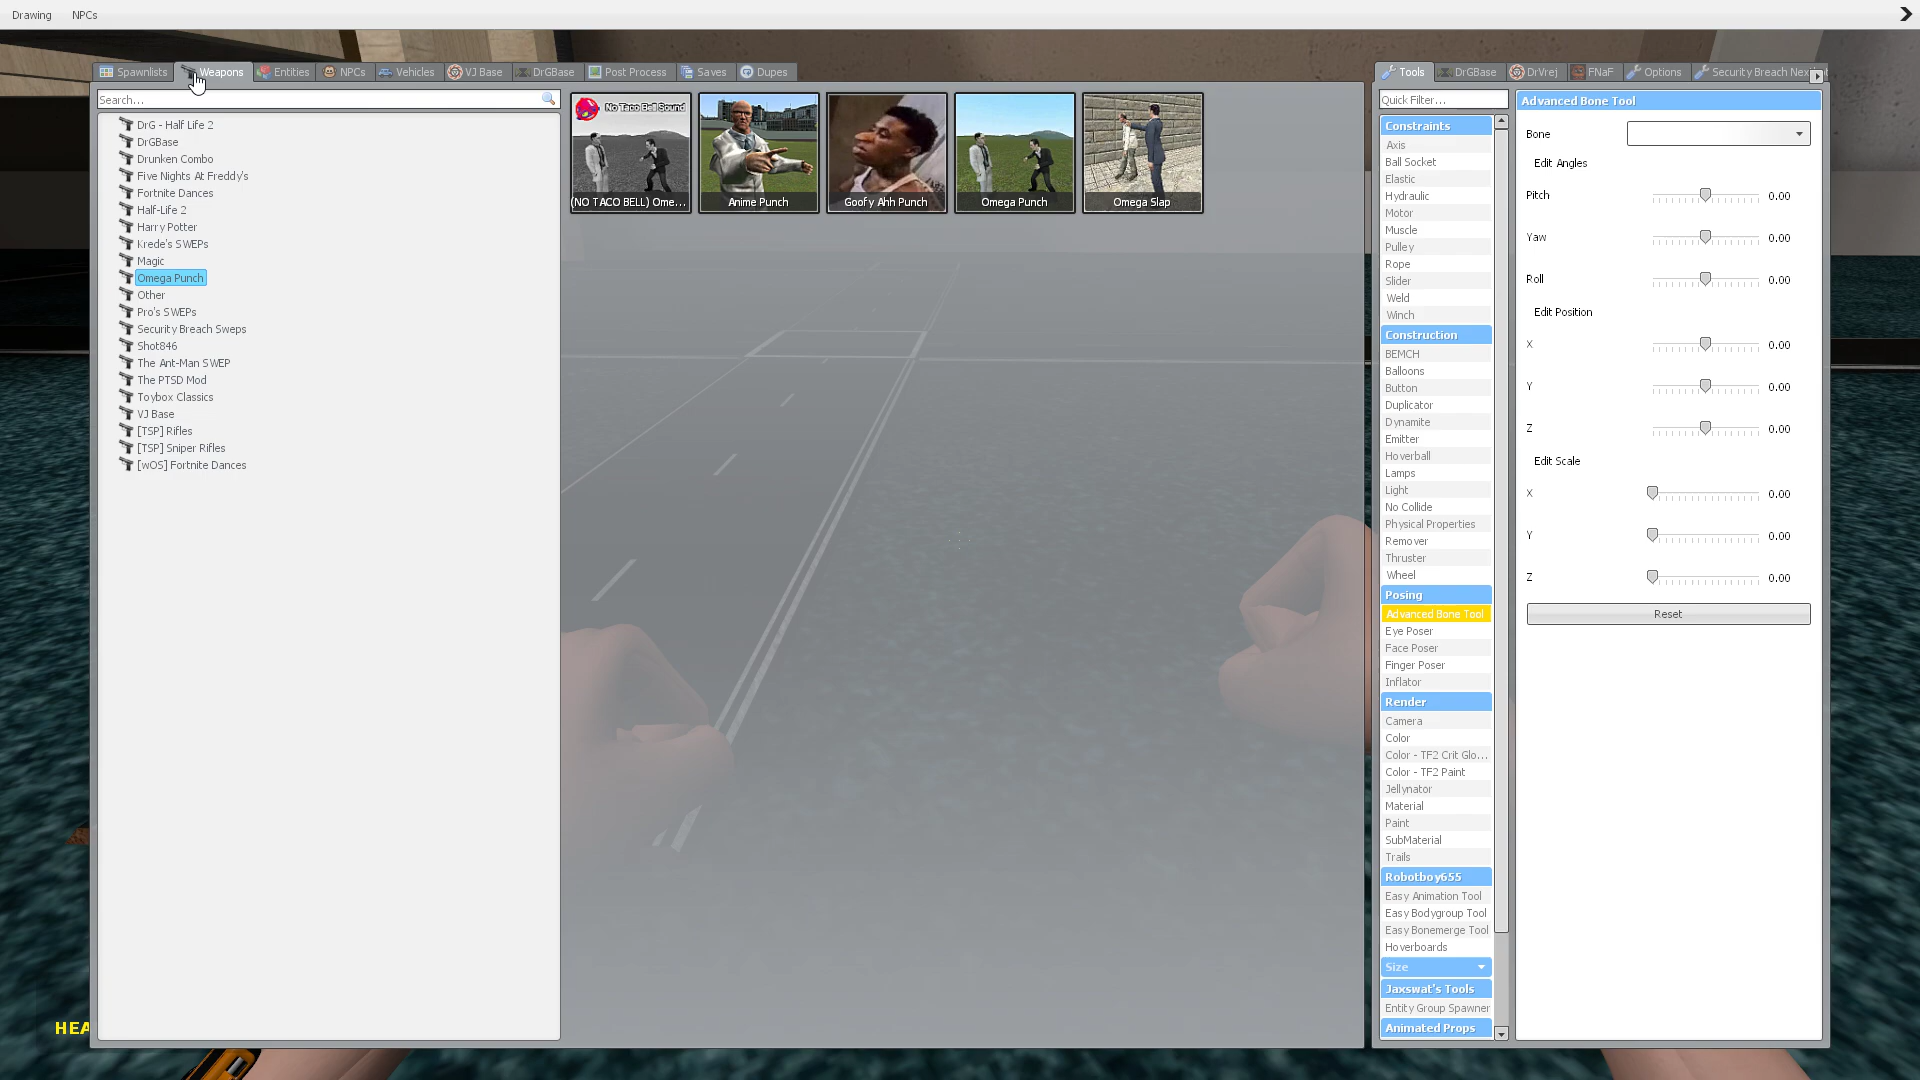 Drawing NPCs
Spawnlists Weapons Entities NPCs Vehicles VJ Base DrGBase Post Process Saves Dupes
Search...
DrG - Half Life 2
DrGBase
Drunken Combo
Five Nights At Freddy's
Fortnite Dances
Half-Life 2
Harry Potter
Krede's SWEPs
Magic
Omega Punch
Other
Pro's SWEPs
Security Breach Sweps
Shot846
The Ant-Man SWEP
The PTSD Mod
Toybox Classics
VJ Base
[TSP] Rifles
[TSP] Sniper Rifles
[wOS] Fortnite Dances
No Taco Bell Sound
(NO TACO BELL) Ome...
Anime Punch
Goofy Ahh Punch
Omega Punch
Omega Slap
HEA
Tools DrGBase DrVrej FNaF Options Security Breach Nex
Quick Filter...
Constraints
Axis
Ball Socket
Elastic
Hydraulic
Motor
Muscle
Pulley
Rope
Slider
Weld
Winch
Construction
BEMCH
Balloons
Button
Duplicator
Dynamite
Emitter
Hoverball
Lamps
Light
No Collide
Physical Properties
Remover
Thruster
Wheel
Posing
Advanced Bone Tool
Eye Poser
Face Poser
Finger Poser
Inflator
Render
Camera
Color
Color - TF2 Crit Glo...
Color - TF2 Paint
Jellynator
Material
Paint
SubMaterial
Trails
Robotboy655
Easy Animation Tool
Easy Bodygroup Tool
Easy Bonemerge Tool
Hoverboards
Size
Jaxswat's Tools
Entity Group Spawner
Animated Props
Advanced Bone Tool
Bone
Edit Angles
Pitch 0.00
Yaw 0.00
Roll 0.00
Edit Position
X 0.00
Y 0.00
Z 0.00
Edit Scale
X 0.00
Y 0.00
Z 0.00
Reset